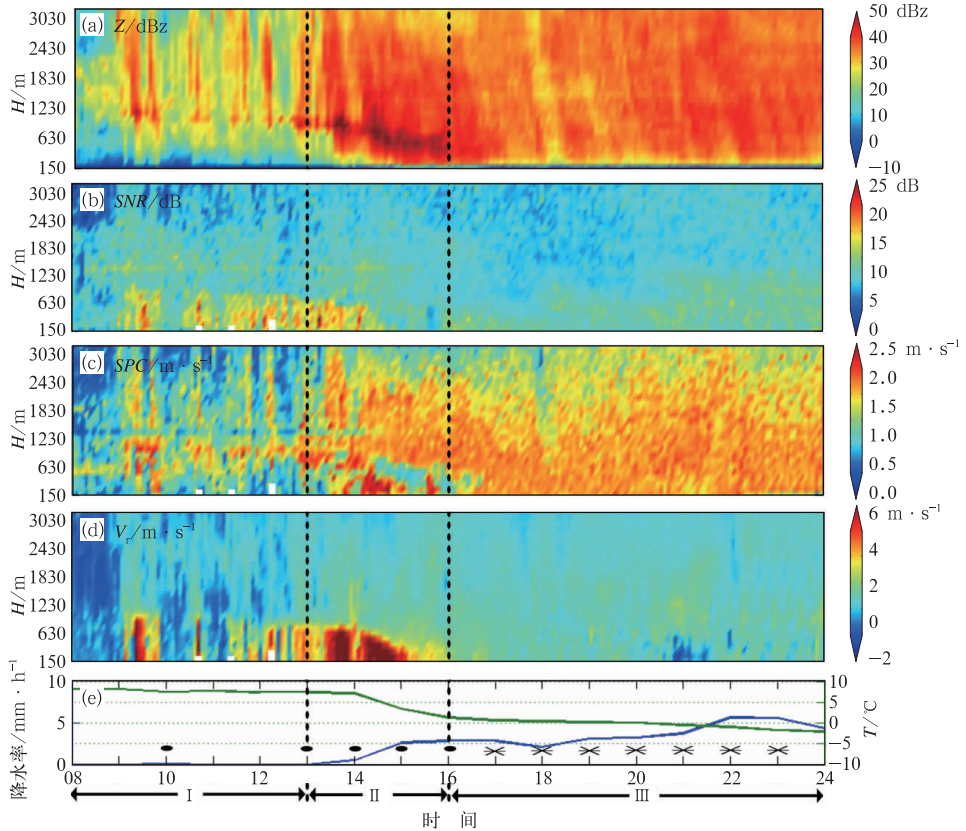 (a) Z/dBz
H/m
3030
2430
1830
1230
630
150
50 dBz
40
30
20
10
0
−10
(b) SNR/dB
H/m
3030
2430
1830
1230
630
150
25 dB
20
15
10
5
0
(c) SPC/m · s⁻¹
H/m
3030
2430
1830
1230
630
150
2.5 m · s⁻¹
2.0
1.5
1.0
0.5
0.0
(d) Vᵣ/m · s⁻¹
H/m
3030
2430
1830
1230
630
150
6 m · s⁻¹
4
2
0
−2
(e)
降水率/mm · h⁻¹
10
5
0
10
5
0
−5
−10
T/℃
08 10 12 14 16 18 20 22 24
Ⅰ Ⅱ Ⅲ
时 间